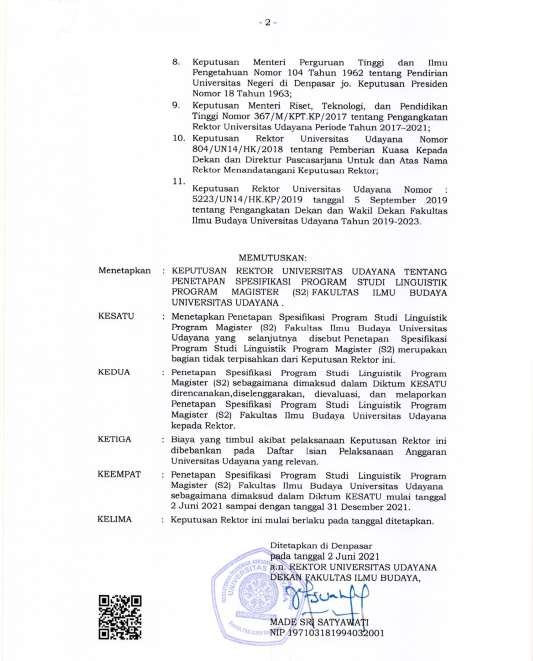 - 2 -
8. Keputusan Menteri Perguruan Tinggi dan Ilmu
Pengetahuan Nomor 104 Tahun 1962 tentang Pendirian
Universitas Negeri di Denpasar jo. Keputusan Presiden
Nomor 18 Tahun 1963;
9. Keputusan Menteri Riset, Teknologi, dan Pendidikan
Tinggi Nomor 367/M/KPT.KP/2017 tentang Pengangkatan
Rektor Universitas Udayana Periode Tahun 2017–2021;
10. Keputusan Rektor Universitas Udayana Nomor
804/UN14/HK/2018 tentang Pemberian Kuasa Kepada
Dekan dan Direktur Pascasarjana Untuk dan Atas Nama
Rektor Menandatangani Keputusan Rektor;
11.
Keputusan Rektor Universitas Udayana Nomor :
5223/UN14/HK.KP/2019 tanggal 5 September 2019
tentang Pengangkatan Dekan dan Wakil Dekan Fakultas
Ilmu Budaya Universitas Udayana Tahun 2019-2023.
MEMUTUSKAN:
Menetapkan : KEPUTUSAN REKTOR UNIVERSITAS UDAYANA TENTANG
PENETAPAN SPESIFIKASI PROGRAM STUDI LINGUISTIK
PROGRAM MAGISTER (S2) FAKULTAS ILMU BUDAYA
UNIVERSITAS UDAYANA .
KESATU : Menetapkan Penetapan Spesifikasi Program Studi Linguistik
Program Magister (S2) Fakultas Ilmu Budaya Universitas
Udayana yang selanjutnya disebut Penetapan Spesifikasi
Program Studi Linguistik Program Magister (S2) merupakan
bagian tidak terpisahkan dari Keputusan Rektor ini.
KEDUA : Penetapan Spesifikasi Program Studi Linguistik Program
Magister (S2) sebagaimana dimaksud dalam Diktum KESATU
direncanakan,diselenggarakan, dievaluasi, dan melaporkan
Penetapan Spesifikasi Program Studi Linguistik Program
Magister (S2) Fakultas Ilmu Budaya Universitas Udayana
kepada Rektor.
KETIGA : Biaya yang timbul akibat pelaksanaan Keputusan Rektor ini
dibebankan pada Daftar Isian Pelaksanaan Anggaran
Universitas Udayana yang relevan.
KEEMPAT : Penetapan Spesifikasi Program Studi Linguistik Program
Magister (S2) Fakultas Ilmu Budaya Universitas Udayana
sebagaimana dimaksud dalam Diktum KESATU mulai tanggal
2 Juni 2021 sampai dengan tanggal 31 Desember 2021.
KELIMA : Keputusan Rektor ini mulai berlaku pada tanggal ditetapkan.
Ditetapkan di Denpasar
pada tanggal 2 Juni 2021
a.n. REKTOR UNIVERSITAS UDAYANA
DEKAN FAKULTAS ILMU BUDAYA,
MADE SRI SATYAWATI
NIP 197103181994032001